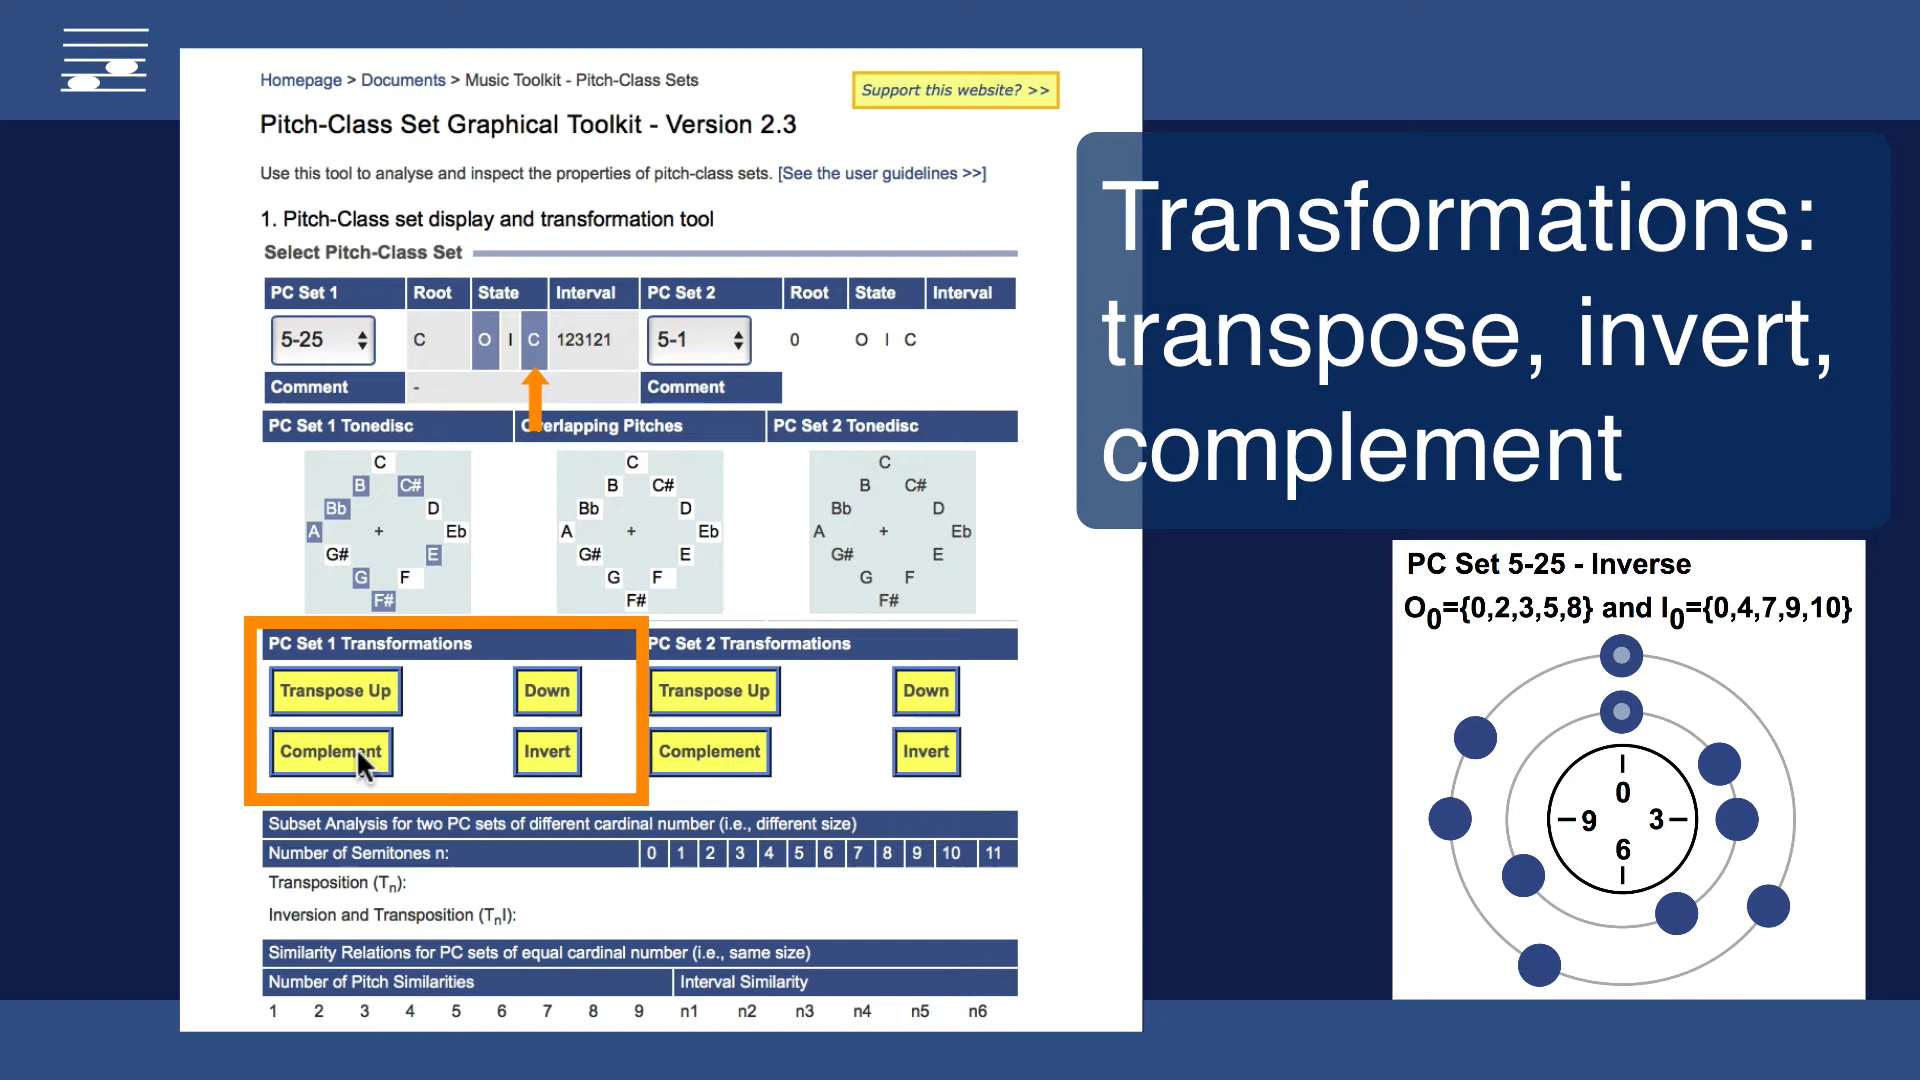 Homepage > Documents > Music Toolkit - Pitch-Class Sets
Support this website? >>
Pitch-Class Set Graphical Toolkit - Version 2.3
Use this tool to analyse and inspect the properties of pitch-class sets. [See the user guidelines >>]
1. Pitch-Class set display and transformation tool
Select Pitch-Class Set
PC Set 1 Root State Interval PC Set 2 Root State Interval
5-25 C O I C 123121 5-1 0 O I C
Comment - Comment
PC Set 1 Tonedisc Overlapping Pitches PC Set 2 Tonedisc
C C C
B C# B C# B C#
Bb D Bb D Bb D
A + Eb A + Eb A + Eb
G# E G# E G# E
G F G F G F
F# F# F#
PC Set 1 Transformations PC Set 2 Transformations
Transpose Up Down Transpose Up Down
Complement Invert Complement Invert
Subset Analysis for two PC sets of different cardinal number (i.e., different size)
Number of Semitones n: 0 1 2 3 4 5 6 7 8 9 10 11
Transposition (Tn):
Inversion and Transposition (TnI):
Similarity Relations for PC sets of equal cardinal number (i.e., same size)
Number of Pitch Similarities Interval Similarity
1 2 3 4 5 6 7 8 9 n1 n2 n3 n4 n5 n6
Transformations:
transpose, invert,
complement
PC Set 5-25 - Inverse
O0={0,2,3,5,8} and I0={0,4,7,9,10}
0
9 3
6